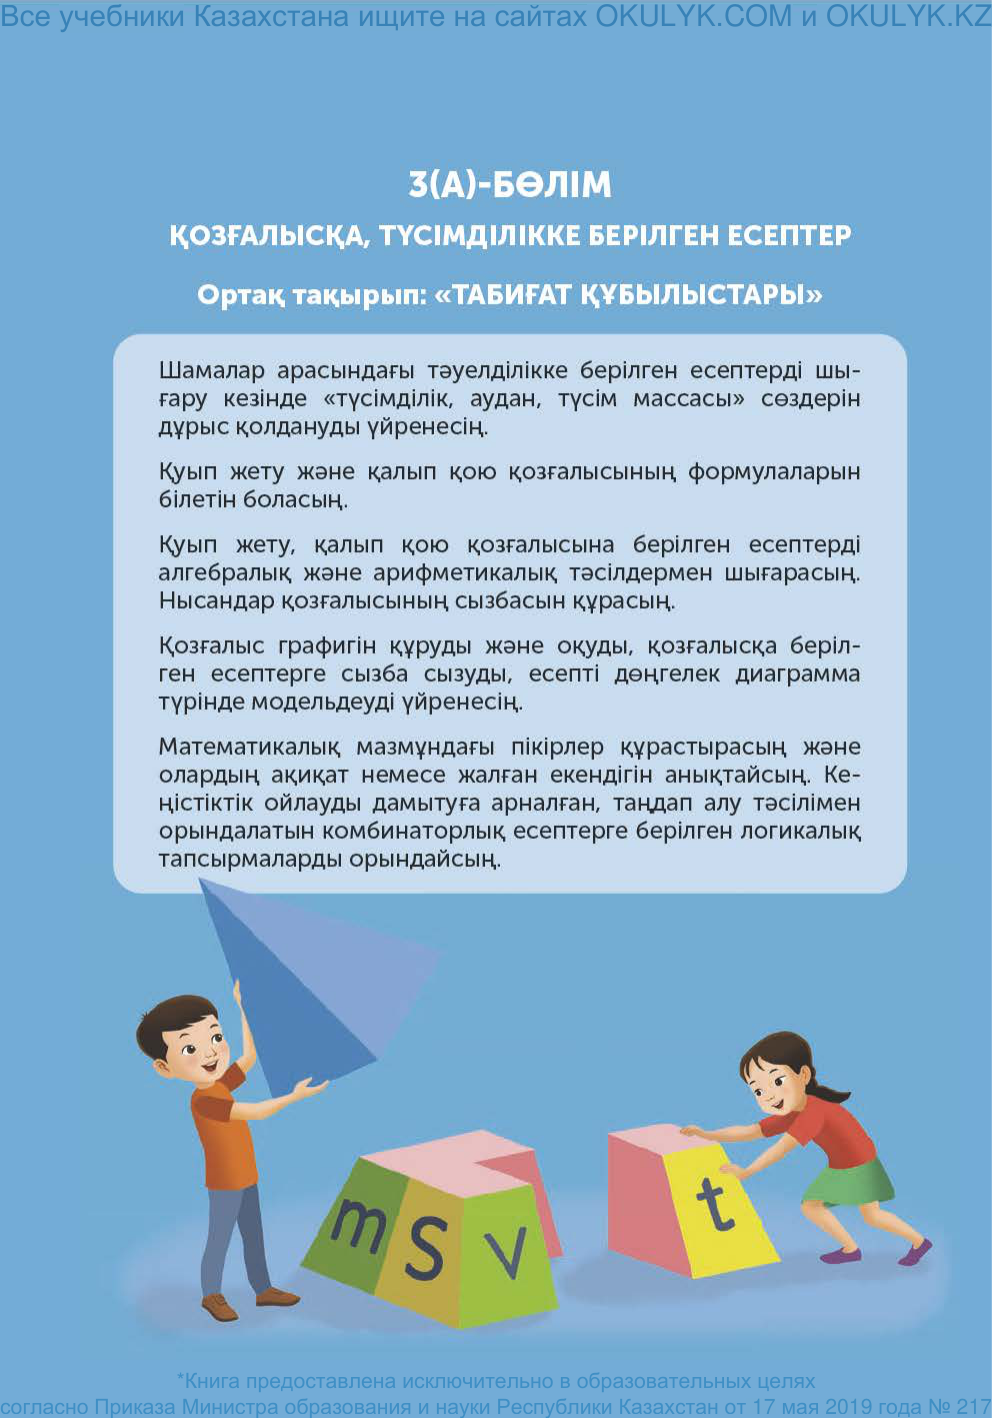 Все учебники Казахстана ищите на сайтах OKULYK.COM и OKULYK.KZ
3(А)-БӨЛІМ
ҚОЗҒАЛЫСҚА, ТҮСІМДІЛІККЕ БЕРІЛГЕН ЕСЕПТЕР
Ортақ тақырып: «ТАБИҒАТ ҚҰБЫЛЫСТАРЫ»
Шамалар арасындағы тәуелділікке берілген есептерді шы-
ғару кезінде «түсімділік, аудан, түсім массасы» сөздерін
дұрыс қолдануды үйренесің.
Қуып жету және қалып қою қозғалысының формулаларын
білетін боласың.
Қуып жету, қалып қою қозғалысына берілген есептерді
алгебралық және арифметикалық тәсілдермен шығарасың.
Нысандар қозғалысының сызбасын құрасың.
Қозғалыс графигін құруды және оқуды, қозғалысқа беріл-
ген есептерге сызба сызуды, есепті дөңгелек диаграмма
түрінде модельдеуді үйренесің.
Математикалық мазмұндағы пікірлер құрастырасың және
олардың ақиқат немесе жалған екендігін анықтайсың. Ке-
ңістіктік ойлауды дамытуға арналған, таңдап алу тәсілімен
орындалатын комбинаторлық есептерге берілген логикалық
тапсырмаларды орындайсың.
m S v t
*Книга предоставлена исключительно в образовательных целях
согласно Приказа Министра образования и науки Республики Казахстан от 17 мая 2019 года № 217